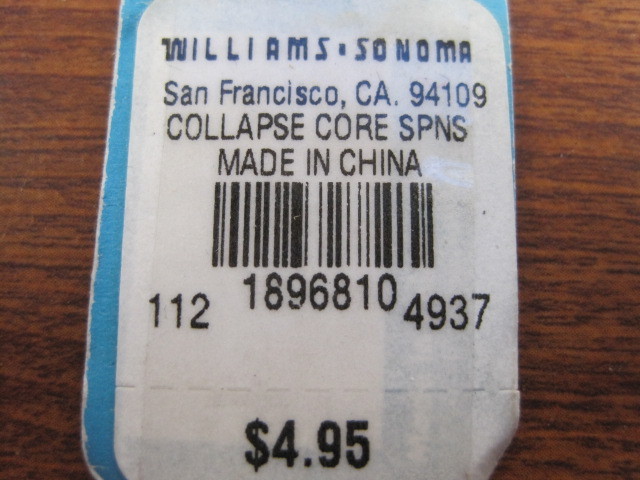 WILLIAMS-SONOMA
San Francisco, CA. 94109
COLLAPSE CORE SPNS
MADE IN CHINA
112 1896810 4937
$4.95